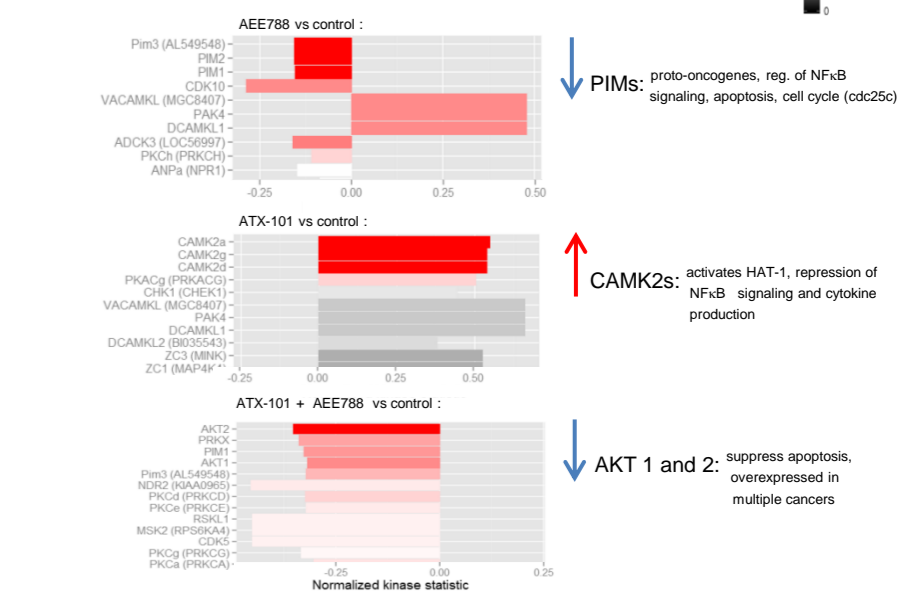 0
AEE788 vs control :
Pim3 (AL549548)
PIM2
PIM1
CDK10
VACAMKL (MGC8407)
PAK4
DCAMKL1
ADCK3 (LOC56997)
PKCh (PRKCH)
ANPa (NPR1)
-0.25 0.00 0.25 0.50
PIMs: proto-oncogenes, reg. of NFκB
signaling, apoptosis, cell cycle (cdc25c)
ATX-101 vs control :
CAMK2a
CAMK2g
CAMK2d
PKACg (PRKACG)
CHK1 (CHEK1)
VACAMKL (MGC8407)
PAK4
DCAMKL1
DCAMKL2 (BI035543)
ZC3 (MINK)
ZC1 (MAP4K4)
-0.25 0.00 0.25 0.50
CAMK2s: activates HAT-1, repression of
NFκB signaling and cytokine
production
ATX-101 + AEE788 vs control :
AKT2
PRKX
PIM1
AKT1
Pim3 (AL549548)
NDR2 (KIAA0965)
PKCd (PRKCD)
PKCe (PRKCE)
RSKL1
MSK2 (RPS6KA4)
CDK5
PKCg (PRKCG)
PKCa (PRKCA)
-0.25 0.00 0.25
Normalized kinase statistic
AKT 1 and 2: suppress apoptosis,
overexpressed in
multiple cancers